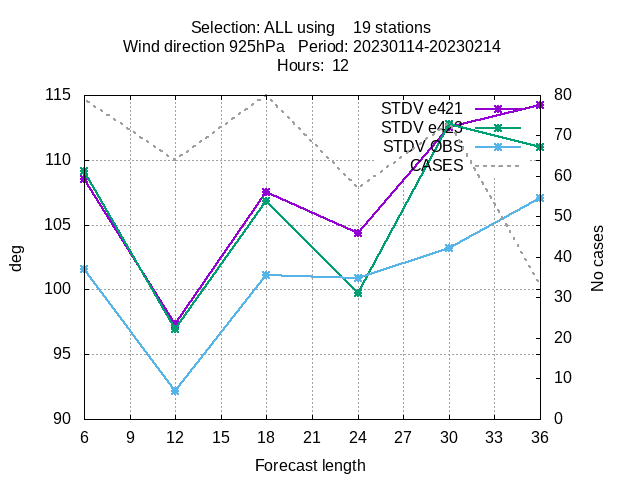 Selection: ALL using    19 stations
Wind direction 925hPa   Period: 20230114-20230214
Hours:  12
115
110
105
100
95
90
80
70
60
50
40
30
20
10
0
STDV e421
STDV e423
STDV OBS
CASES
deg
No cases
6 9 12 15 18 21 24 27 30 33 36
Forecast length